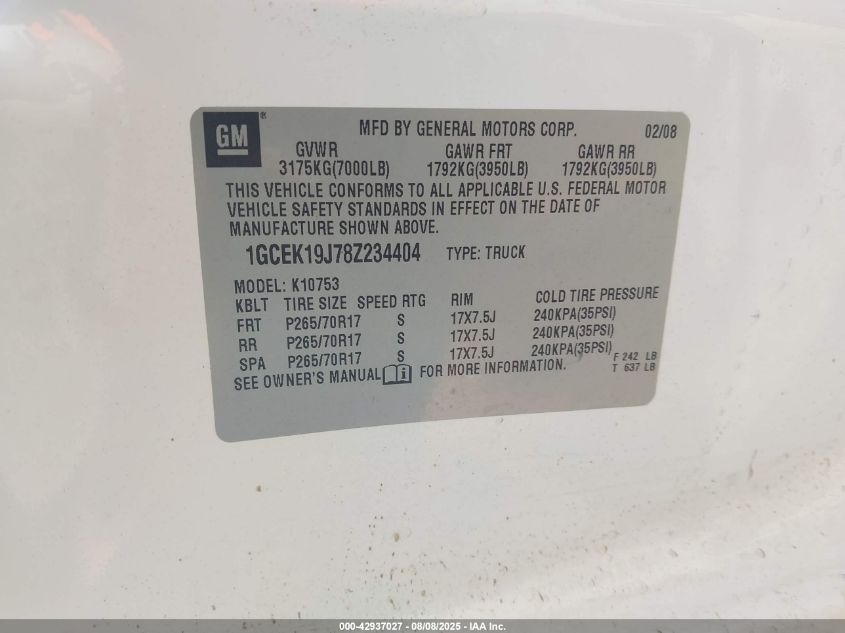 GM ® MFD BY GENERAL MOTORS CORP. 02/08
GVWR GAWR FRT GAWR RR
3175KG(7000LB) 1792KG(3950LB) 1792KG(3950LB)
THIS VEHICLE CONFORMS TO ALL APPLICABLE U.S. FEDERAL MOTOR
VEHICLE SAFETY STANDARDS IN EFFECT ON THE DATE OF
MANUFACTURE SHOWN ABOVE.
1GCEK19J78Z234404 TYPE: TRUCK
MODEL: K10753
KBLT TIRE SIZE SPEED RTG RIM COLD TIRE PRESSURE
FRT P265/70R17 S 17X7.5J 240KPA(35PSI)
RR P265/70R17 S 17X7.5J 240KPA(35PSI)
SPA P265/70R17 S 17X7.5J 240KPA(35PSI) F 242 LB
SEE OWNER'S MANUAL FOR MORE INFORMATION. T 637 LB
000-42937027 - 08/08/2025 - IAA Inc.